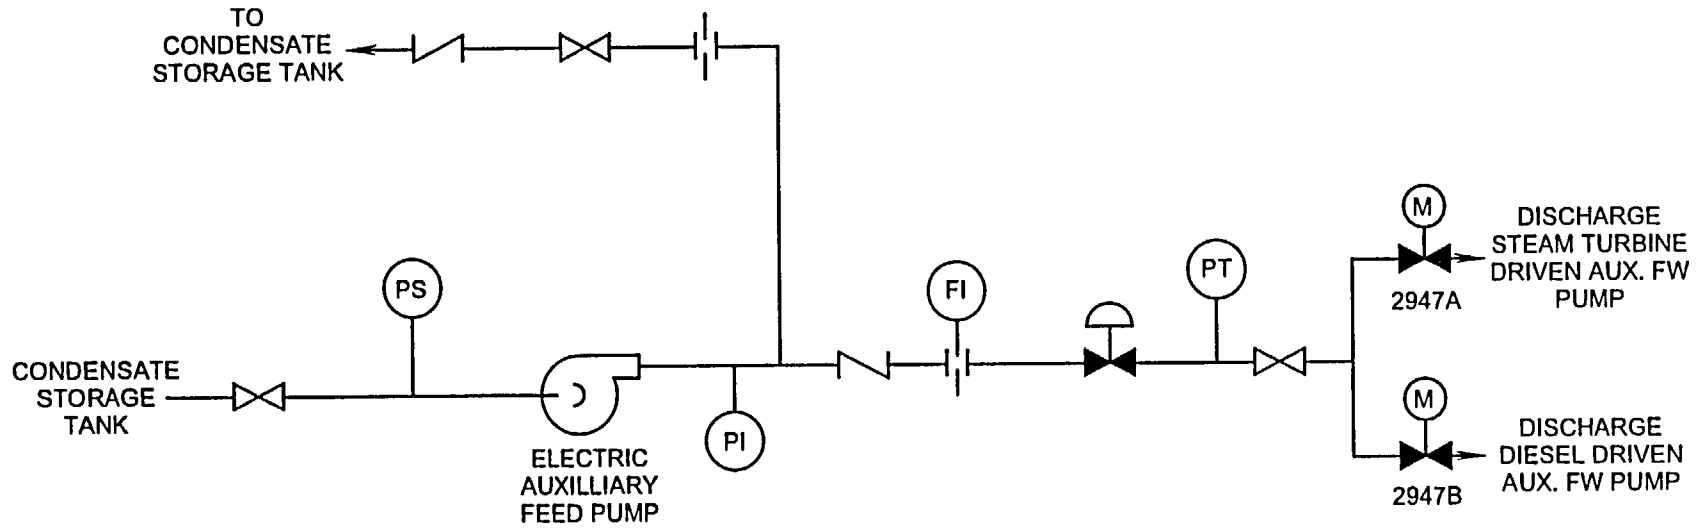 TO
CONDENSATE
STORAGE TANK
PS
CONDENSATE
STORAGE
TANK
ELECTRIC
AUXILLIARY
FEED PUMP
PI
FI
PT
M
2947A
DISCHARGE
STEAM TURBINE
DRIVEN AUX. FW
PUMP
M
2947B
DISCHARGE
DIESEL DRIVEN
AUX. FW PUMP